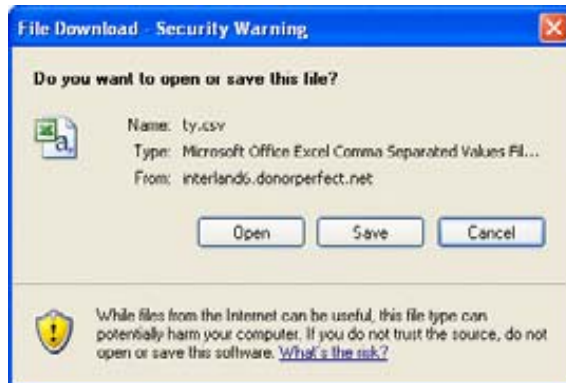 File Download - Security Warning
Do you want to open or save this file?
Name: ty.csv
Type: Microsoft Office Excel Comma Separated Values Fil...
From: interland6.donorperfect.net
Open Save Cancel
While files from the Internet can be useful, this file type can
potentially harm your computer. If you do not trust the source, do not
open or save this software. What's the risk?